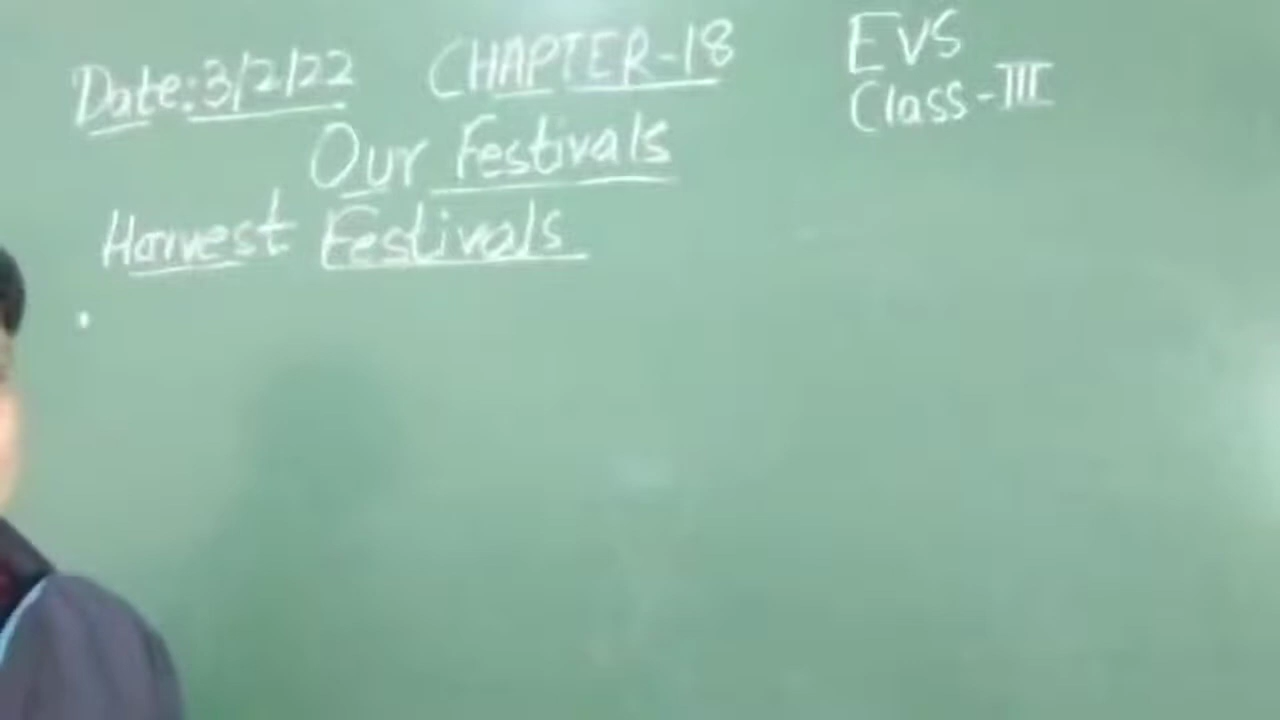 Date:3/2/22 CHAPTER-18 EVS
Class-III
Our Festivals
Harvest Festivals